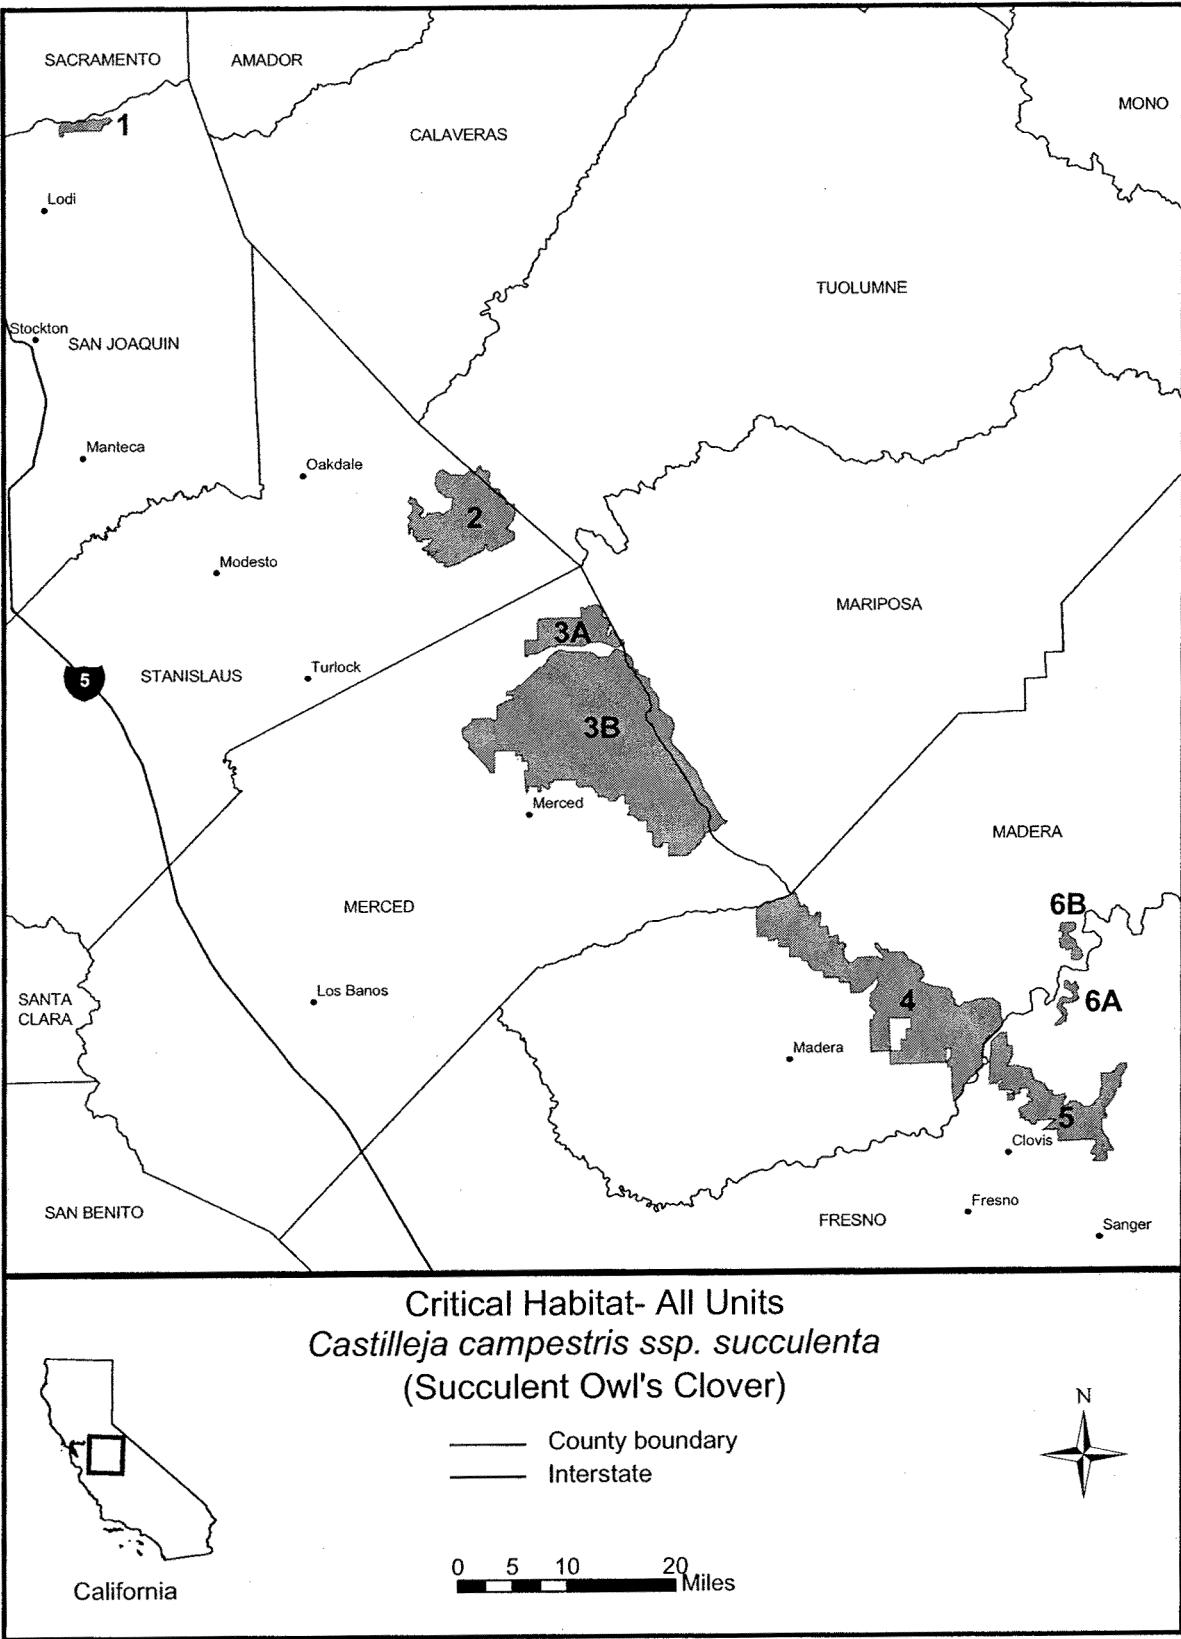 SACRAMENTO
AMADOR
MONO
1
CALAVERAS
Lodi
TUOLUMNE
Stockton
SAN JOAQUIN
Manteca
Oakdale
2
Modesto
MARIPOSA
3A
Turlock
STANISLAUS
5
3B
Merced
MADERA
MERCED
6B
Los Banos
SANTA
CLARA
4
6A
Madera
5
Clovis
SAN BENITO
FRESNO
Fresno
Sanger
Critical Habitat- All Units
Castilleja campestris ssp. succulenta
(Succulent Owl's Clover)
N
County boundary
Interstate
0 5 10 20
Miles
California